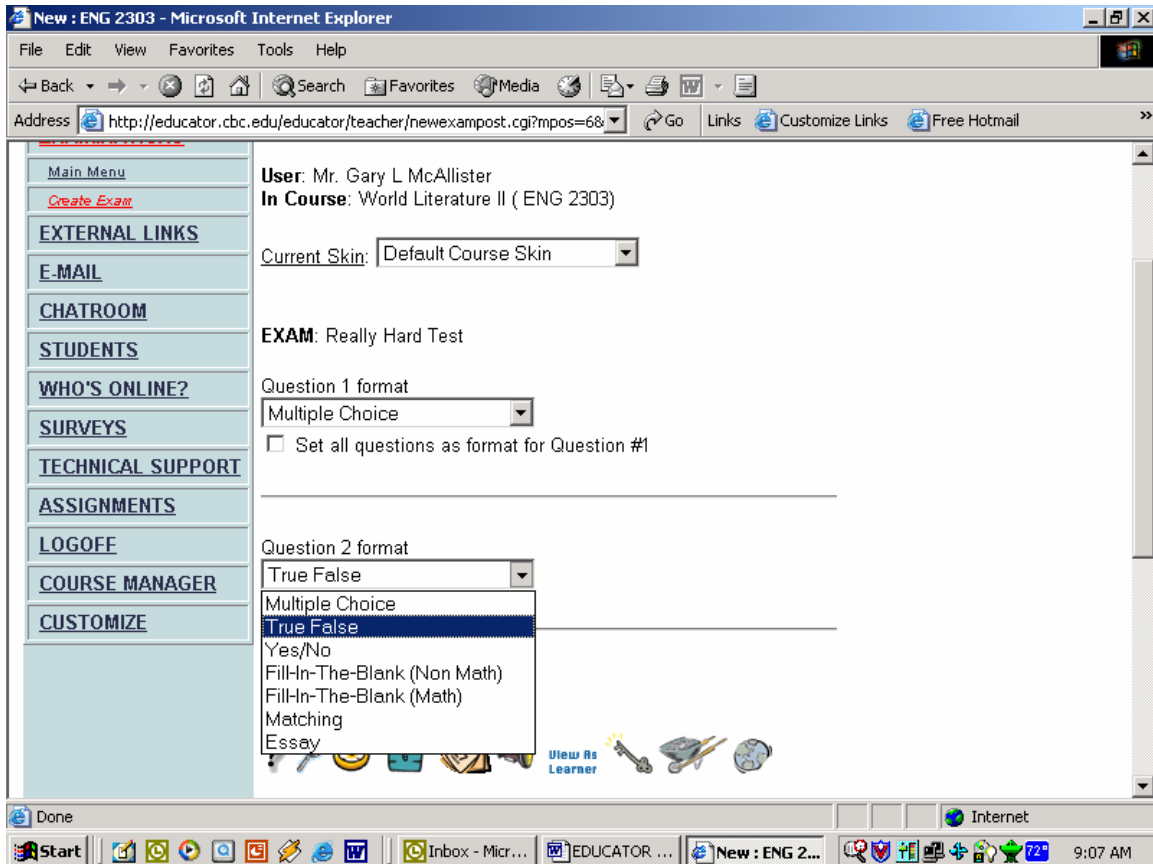 New : ENG 2303 - Microsoft Internet Explorer
File Edit View Favorites Tools Help
Back Search Favorites Media
Address http://educator.cbc.edu/educator/teacher/newexampost.cgi?mpos=6& Go Links Customize Links Free Hotmail »
Main Menu
Create Exam
EXTERNAL LINKS
E-MAIL
CHATROOM
STUDENTS
WHO'S ONLINE?
SURVEYS
TECHNICAL SUPPORT
ASSIGNMENTS
LOGOFF
COURSE MANAGER
CUSTOMIZE
User: Mr. Gary L McAllister
In Course: World Literature II ( ENG 2303)
Current Skin: Default Course Skin
EXAM: Really Hard Test
Question 1 format
Multiple Choice
Set all questions as format for Question #1
Question 2 format
True False
Multiple Choice
True False
Yes/No
Fill-In-The-Blank (Non Math)
Fill-In-The-Blank (Math)
Matching
Essay
View As
Learner
Done Internet
Start Inbox - Micr... EDUCATOR ... New : ENG 2... 72° 9:07 AM